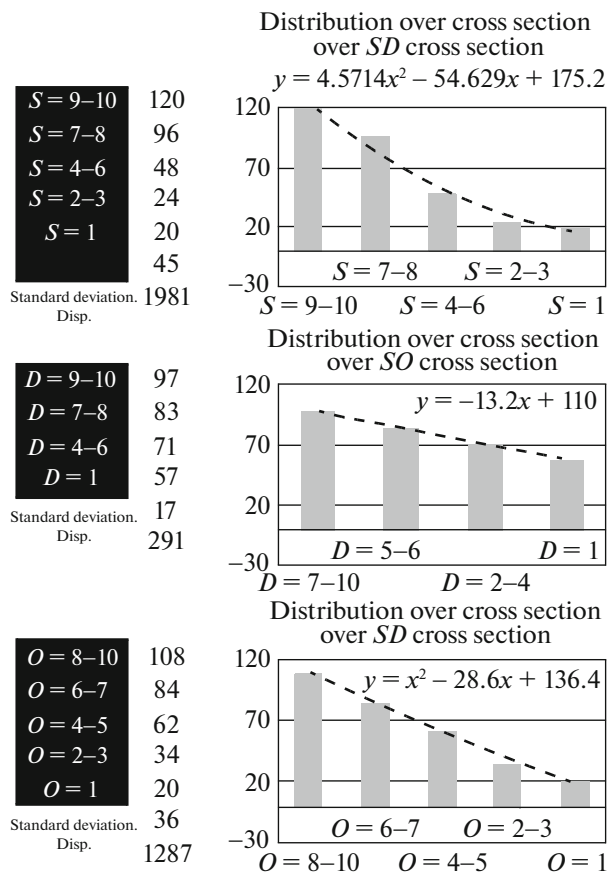 Distribution over cross section
over SD cross section
y = 4.5714x² – 54.629x + 175.2
S = 9–10 120
S = 7–8 96
S = 4–6 48
S = 2–3 24
S = 1 20
45
Standard deviation. 1981
Disp.
120
70
20
–30
S = 7–8 S = 2–3
S = 9–10 S = 4–6 S = 1
Distribution over cross section
over SO cross section
y = –13.2x + 110
D = 9–10 97
D = 7–8 83
D = 4–6 71
D = 1 57
Standard deviation. 17
Disp.
291
120
70
20
–30
D = 5–6 D = 1
D = 7–10 D = 2–4
Distribution over cross section
over SD cross section
y = x² – 28.6x + 136.4
O = 8–10 108
O = 6–7 84
O = 4–5 62
O = 2–3 34
O = 1 20
Standard deviation. 36
Disp.
1287
120
70
20
–30
O = 6–7 O = 2–3
O = 8–10 O = 4–5 O = 1